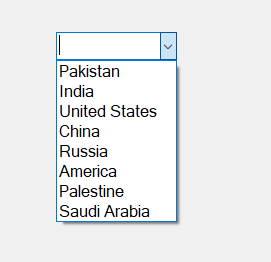 Pakistan
India
United States
China
Russia
America
Palestine
Saudi Arabia